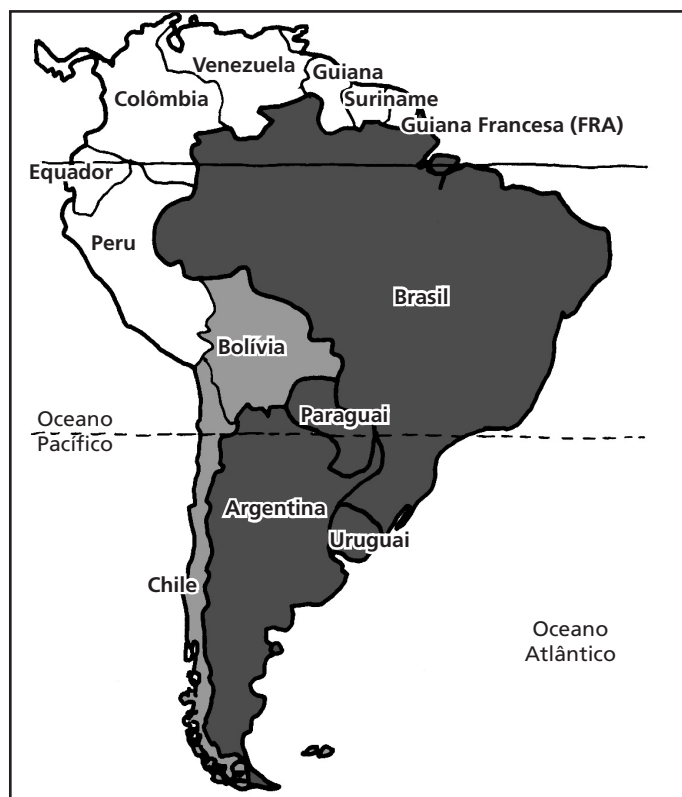 Venezuela
Guiana
Colômbia
Suriname
Guiana Francesa (FRA)
Equador
Peru
Brasil
Bolívia
Oceano
Pacífico
Paraguai
Argentina
Uruguai
Chile
Oceano
Atlântico